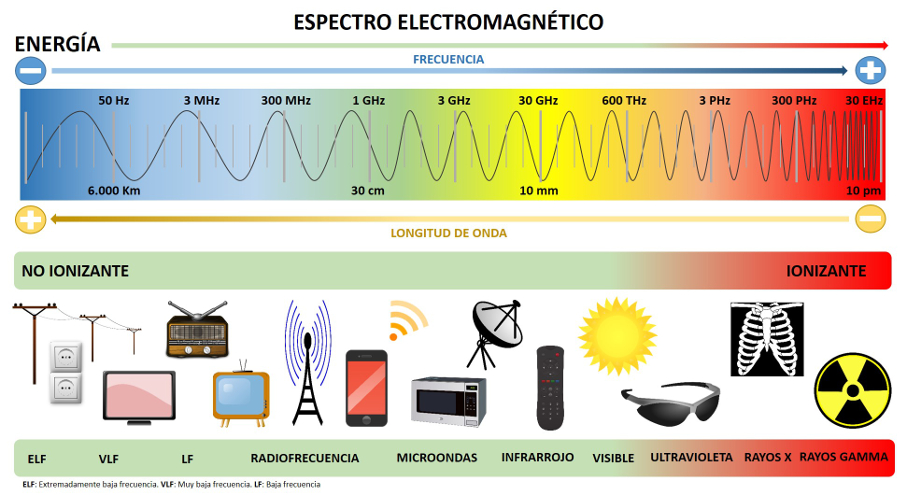 ESPECTRO ELECTROMAGNÉTICO
ENERGÍA
FRECUENCIA
50 Hz 3 MHz 300 MHz 1 GHz 3 GHz 30 GHz 600 THz 3 PHz 300 PHz 30 EHz
6.000 Km 30 cm 10 mm 10 pm
LONGITUD DE ONDA
NO IONIZANTE IONIZANTE
ELF VLF LF RADIOFRECUENCIA MICROONDAS INFRARROJO VISIBLE ULTRAVIOLETA RAYOS X RAYOS GAMMA
ELF: Extremadamente baja frecuencia. VLF: Muy baja frecuencia. LF: Baja frecuencia